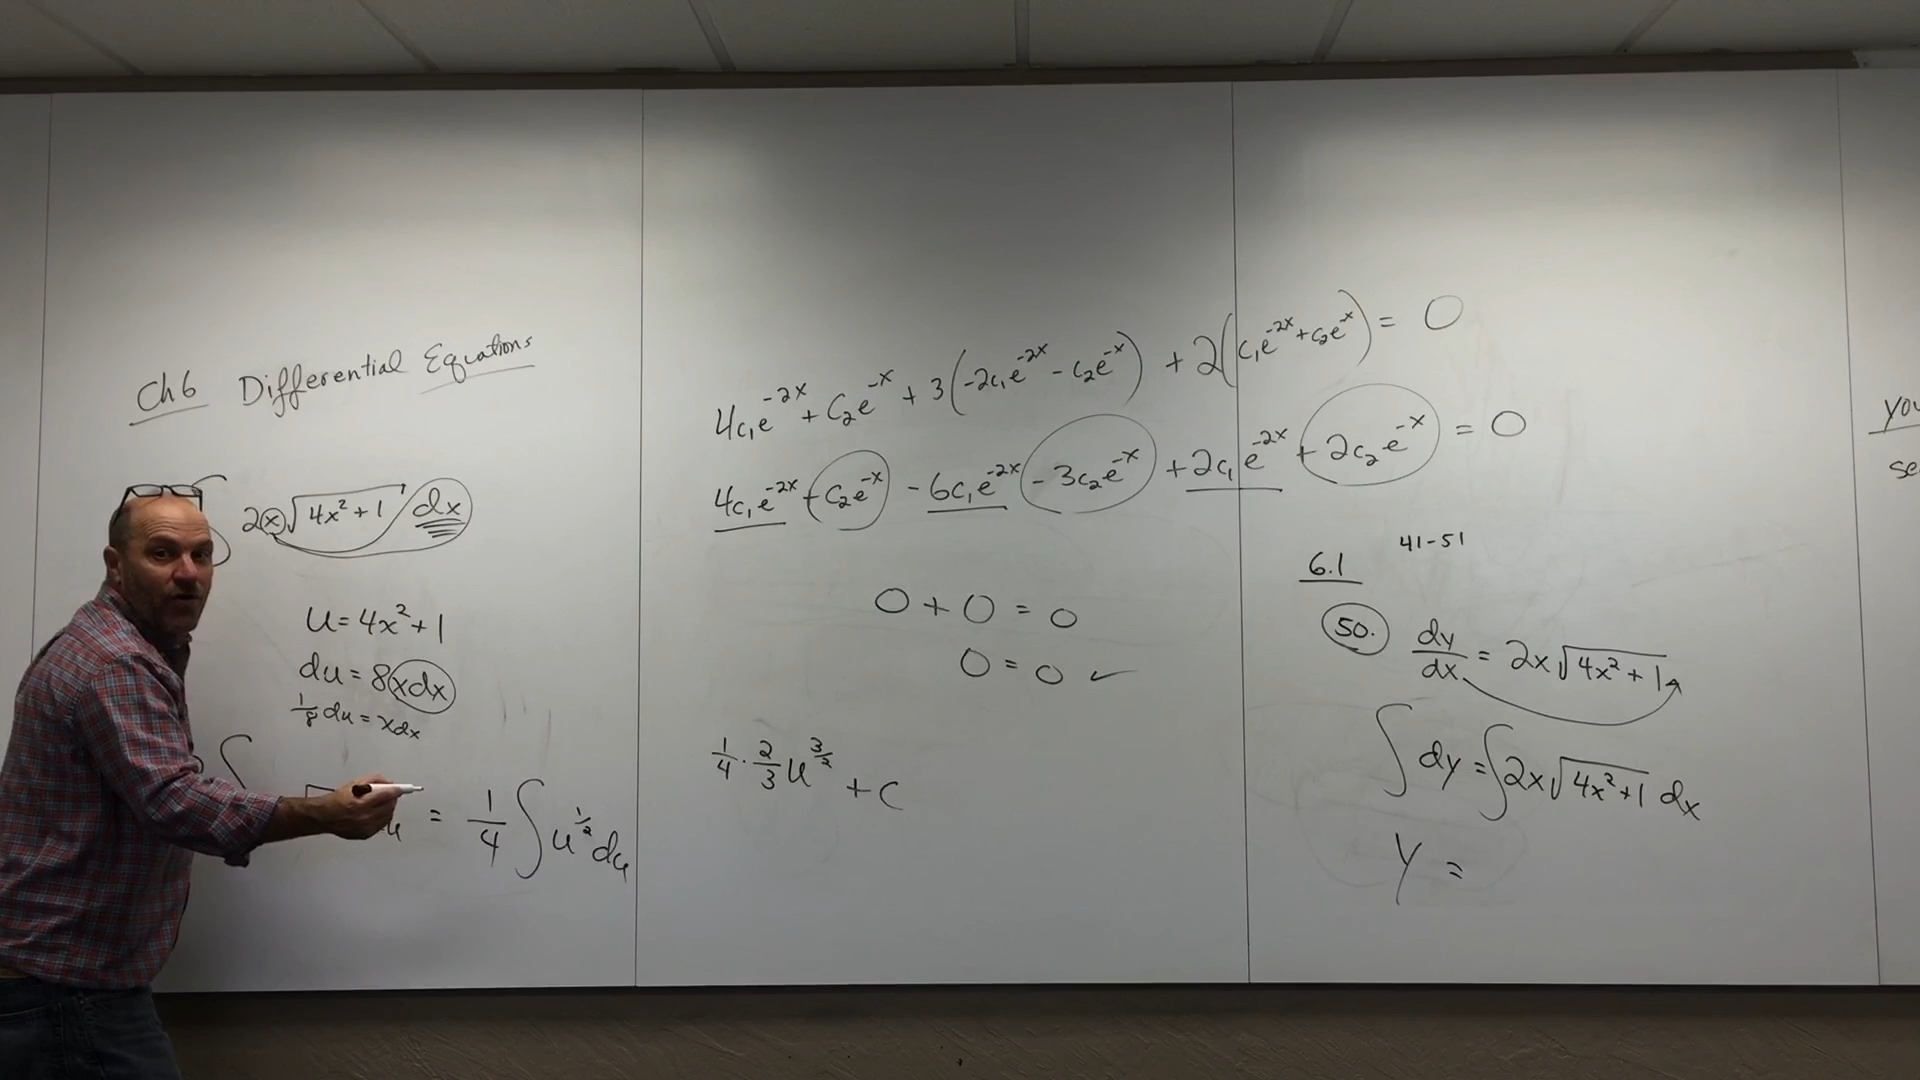 Ch6 Differential Equations
2x√(4x²+1) dx
u=4x²+1
du = 8xdx
1/8 du = xdx
∫ u = 1/4 ∫ u^(1/2) du
4c₁e^(-2x) + c₂e^(-x) + 3(-2c₁e^(-2x) - c₂e^(-x)) + 2(c₁e^(-2x) + c₂e^(-x)) = 0
4c₁e^(-2x) + c₂e^(-x) - 6c₁e^(-2x) - 3c₂e^(-x) + 2c₁e^(-2x) + 2c₂e^(-x) = 0
0 + 0 = 0
0 = 0 ✓
1/4 · 2/3 u^(3/2) + C
6.1 41-51
50. dy/dx = 2x√(4x²+1)
∫ dy = ∫ 2x√(4x²+1) dx
y =